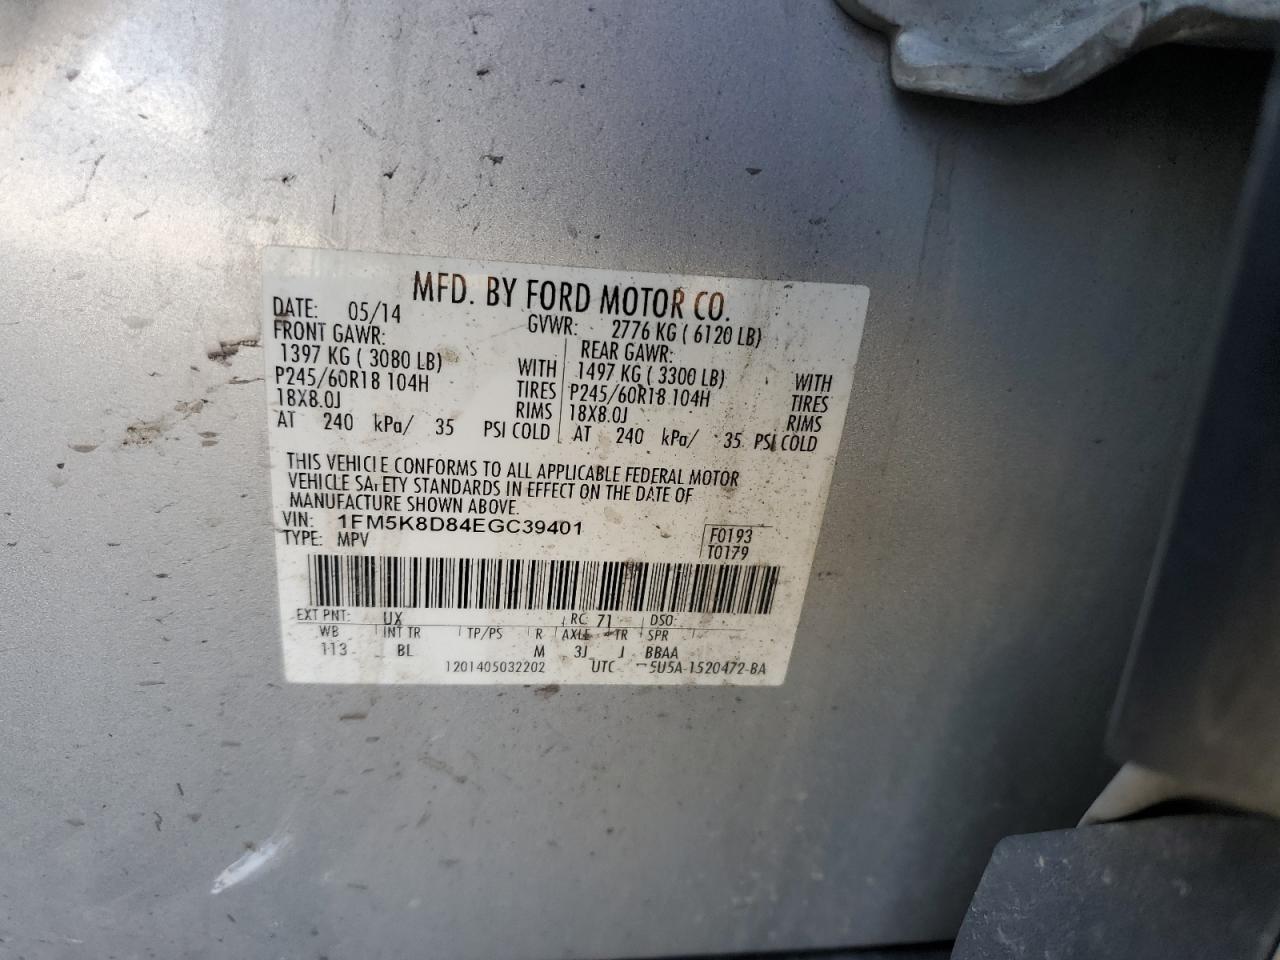 MFD. BY FORD MOTOR CO.
DATE: 05/14 GVWR: 2776 KG ( 6120 LB)
FRONT GAWR: REAR GAWR:
1397 KG ( 3080 LB) WITH 1497 KG ( 3300 LB) WITH
P245/60R18 104H TIRES P245/60R18 104H TIRES
18X8.0J RIMS 18X8.0J RIMS
AT 240 kPa/ 35 PSI COLD AT 240 kPa/ 35 PSI COLD
THIS VEHICLE CONFORMS TO ALL APPLICABLE FEDERAL MOTOR
VEHICLE SAFETY STANDARDS IN EFFECT ON THE DATE OF
MANUFACTURE SHOWN ABOVE.
VIN: 1FM5K8D84EGC39401 F0193
TYPE: MPV T0179
EXT PNT: UX RC: 71 DSO:
WB INT TR TP/PS R AXLE TR SPR
113 BL M 3J J BBAA
1201405032202 UTC 5U5A-1520472-BA